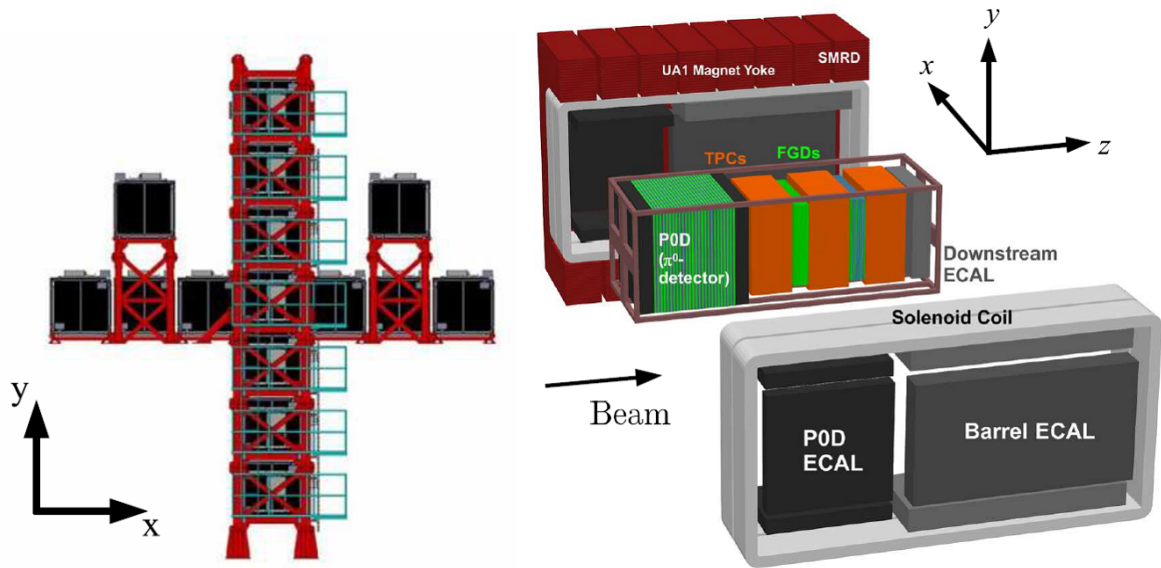 y
x
UA1 Magnet Yoke
SMRD
TPCs
FGDs
P0D
(π⁰-
detector)
Downstream
ECAL
Solenoid Coil
Beam
P0D
ECAL
Barrel ECAL
y
x
z